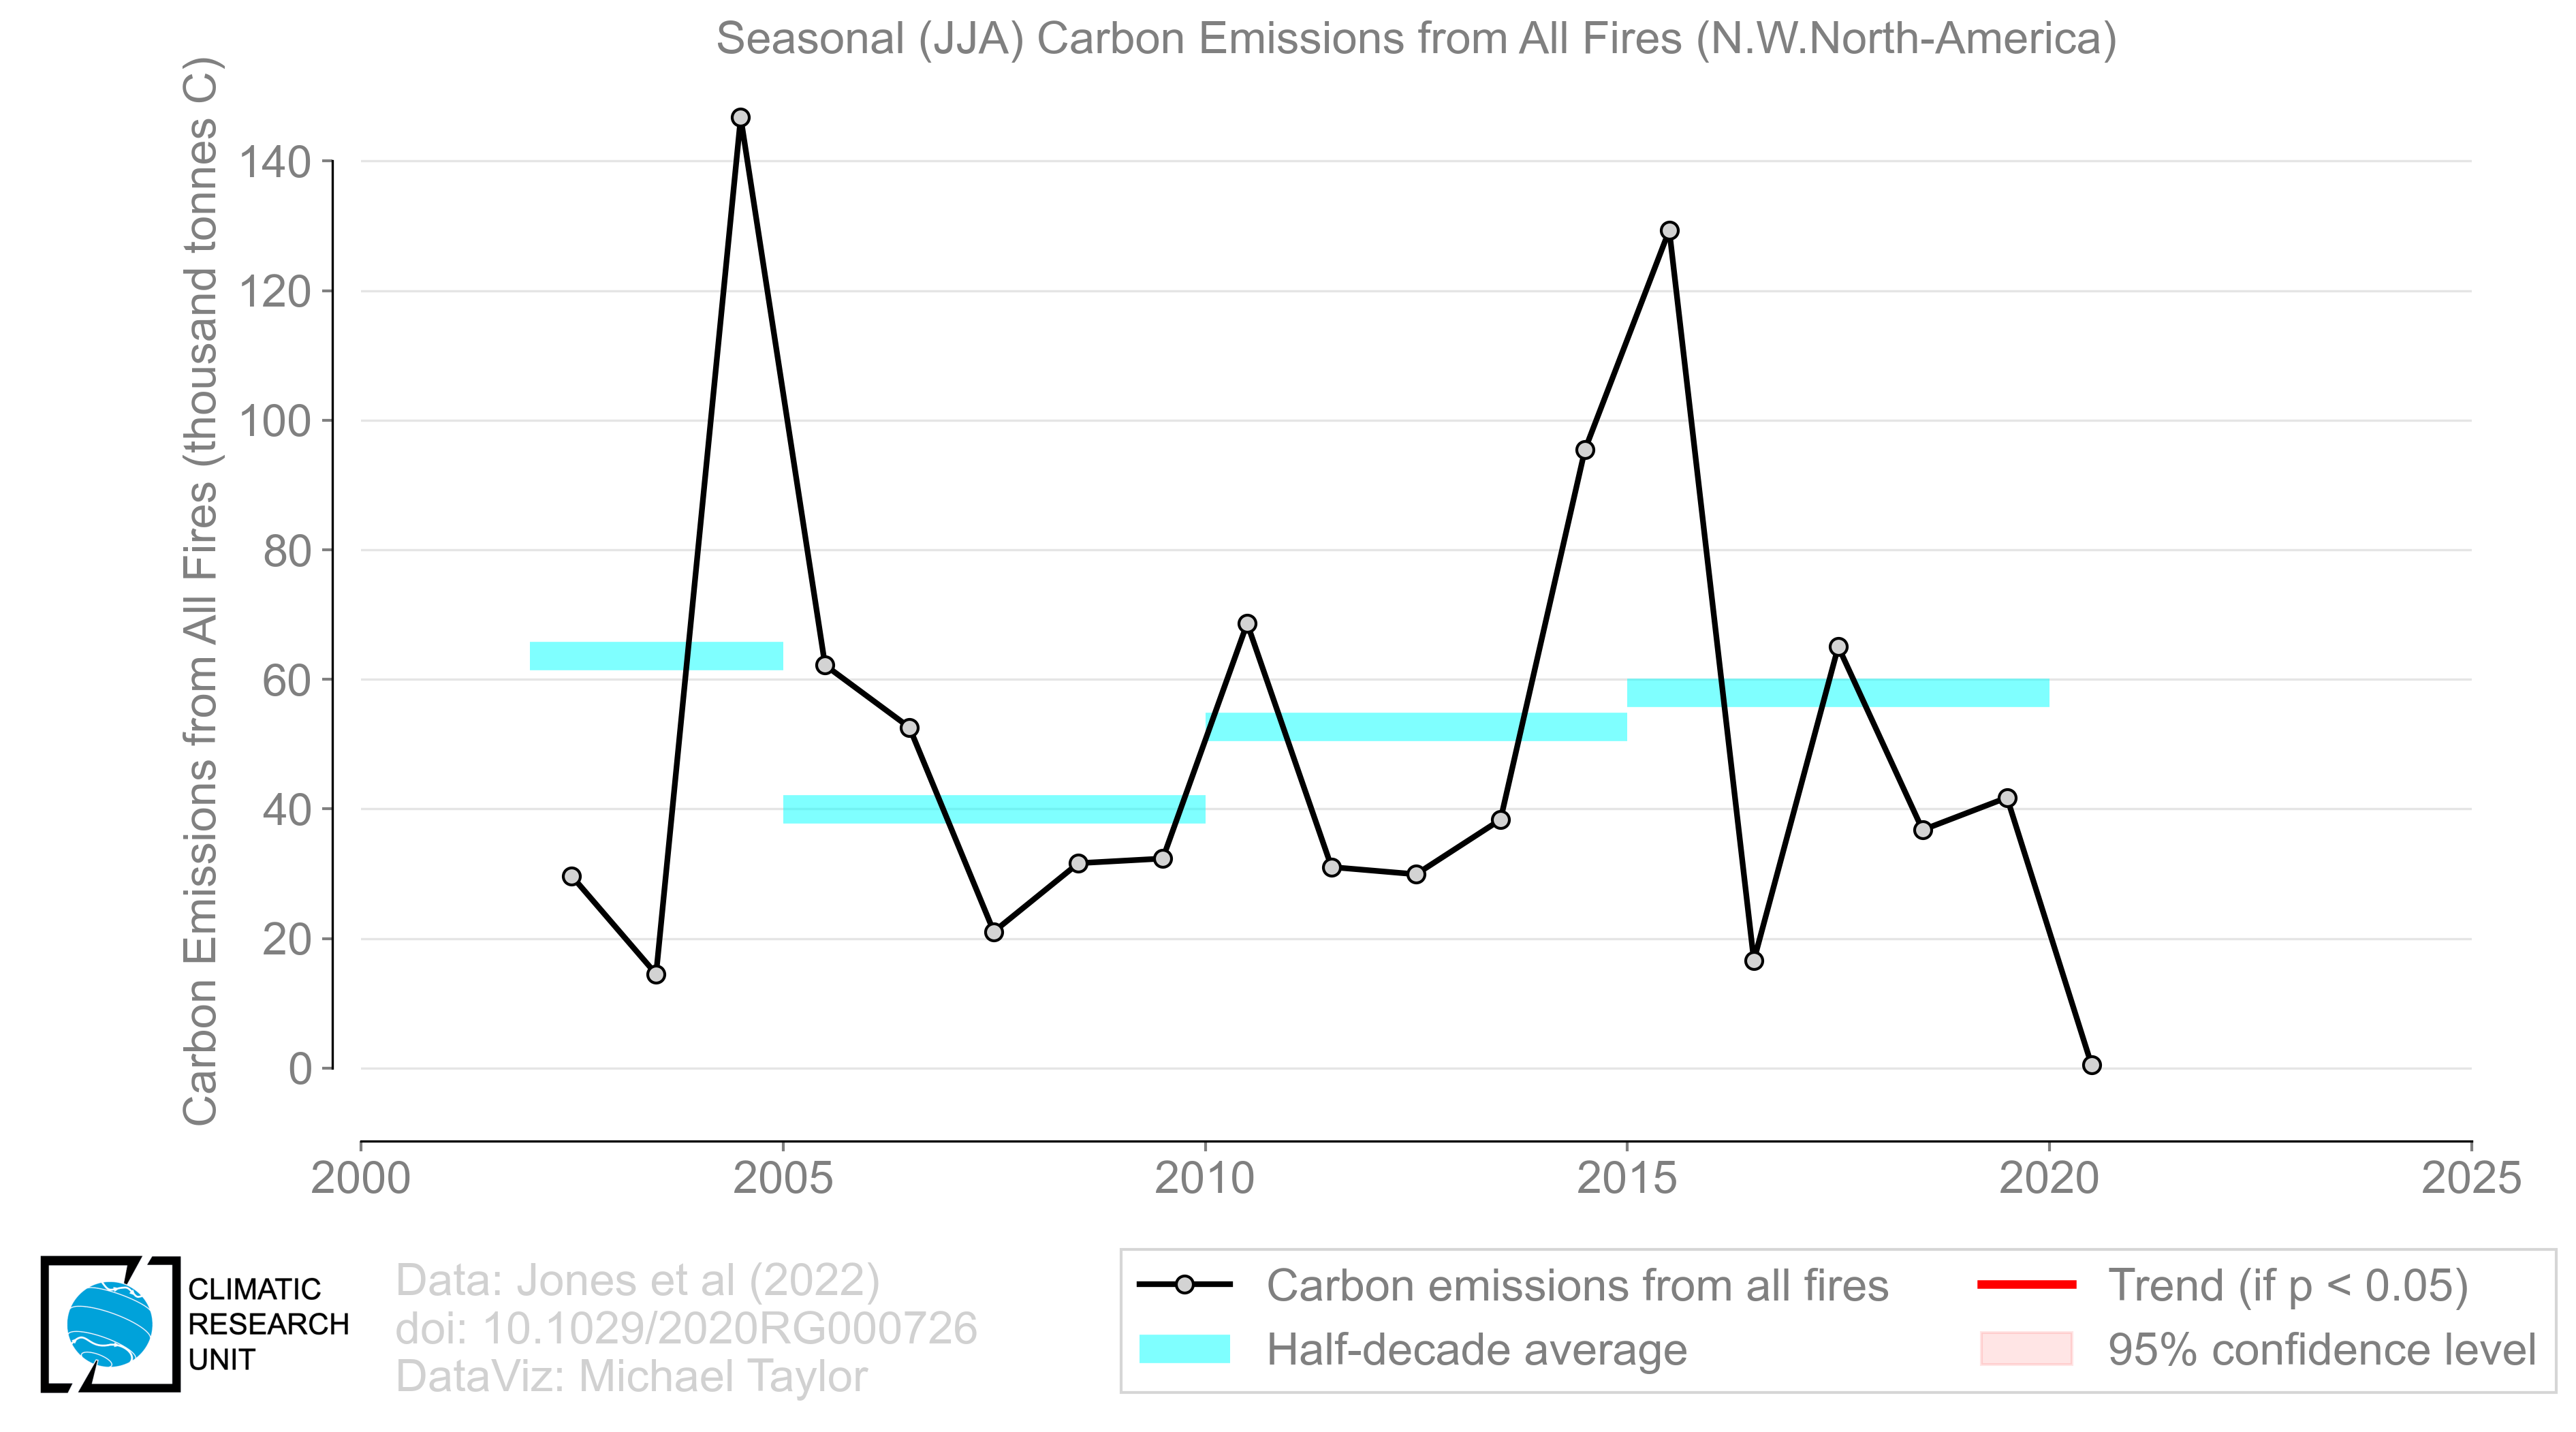 Seasonal (JJA) Carbon Emissions from All Fires (N.W.North-America)
Carbon Emissions from All Fires (thousand tonnes C)
140
120
100
80
60
40
20
0
2000
2005
2010
2015
2020
2025
CLIMATIC
RESEARCH
UNIT
Data: Jones et al (2022)
doi: 10.1029/2020RG000726
DataViz: Michael Taylor
Carbon emissions from all fires
Half-decade average
Trend (if p < 0.05)
95% confidence level